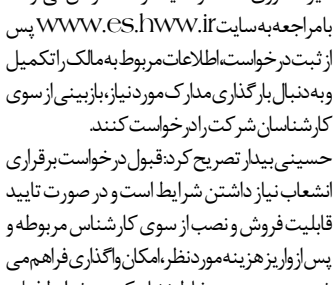 بامراجعه به سایت www.es.hww.ir پس
از ثبت درخواست، اطلاعات مربوط به مالک را تکمیل
و به دنبال بارگذاری مدارک مورد نیاز، بازبینی از سوی
کارشناسان شرکت را درخواست کنند.
حسینی بیدار تصریح کرد: قبول درخواست برقراری
انشعاب نیاز داشتن شرایط است و در صورت تایید
قابلیت فروش و نصب از سوی کارشناس مربوطه و
پس از واریز هزینه مورد نظر، امکان واگذاری فراهم می